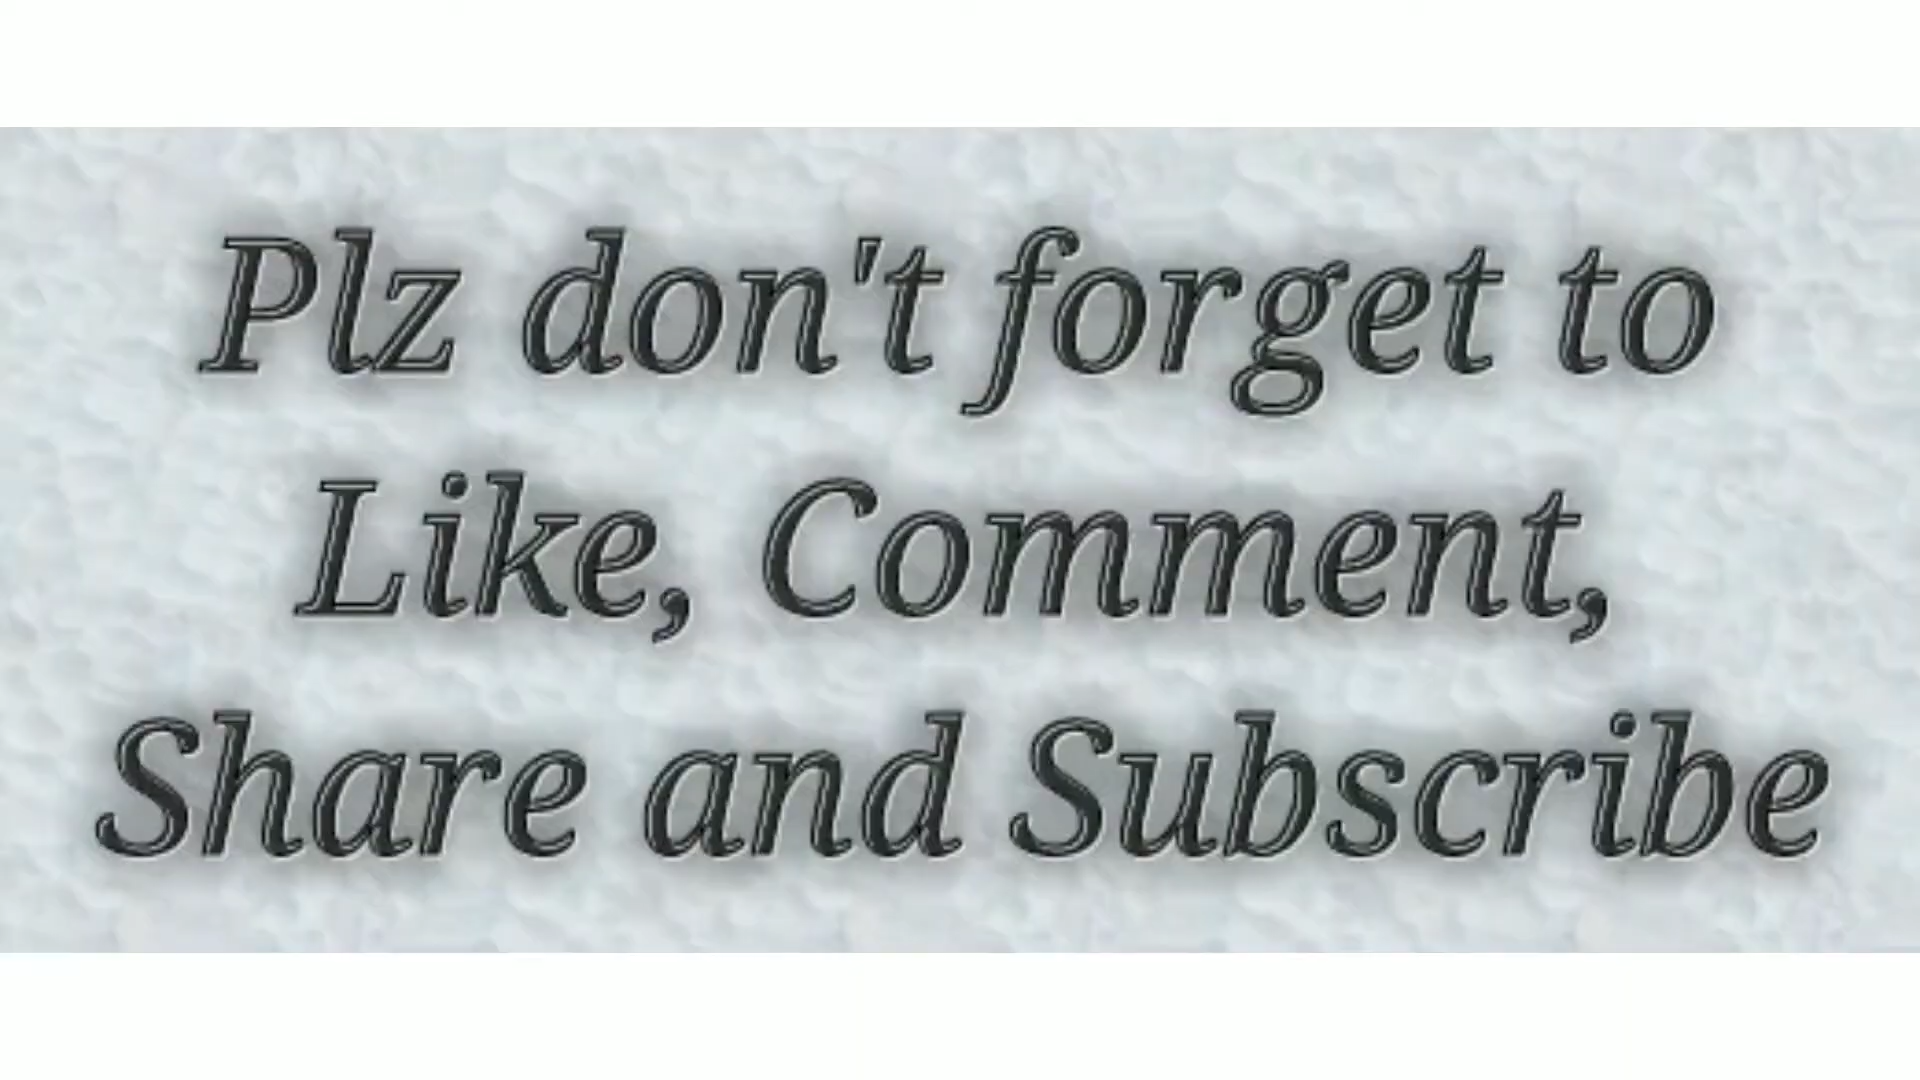 Plz don't forget to
Like, Comment,
Share and Subscribe